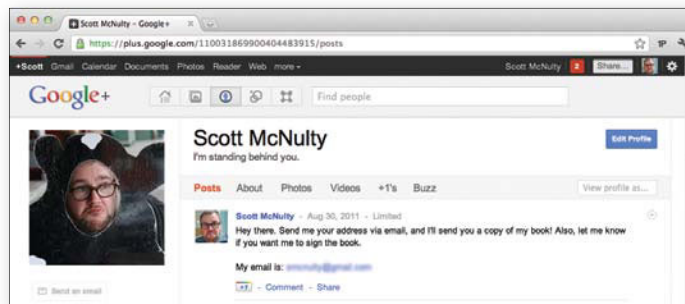 Scott McNulty - Google+
https://plus.google.com/110031869900404483915/posts
+Scott Gmail Calendar Documents Photos Reader Web more Scott McNulty 2 Share...
Google+ Find people
Scott McNulty Edit Profile
I'm standing behind you.
Posts About Photos Videos +1's Buzz View profile as...
Scott McNulty - Aug 30, 2011 - Limited
Hey there. Send me your address via email, and I'll send you a copy of my book! Also, let me know
if you want me to sign the book.
My email is:
+1 - Comment - Share
Send an email